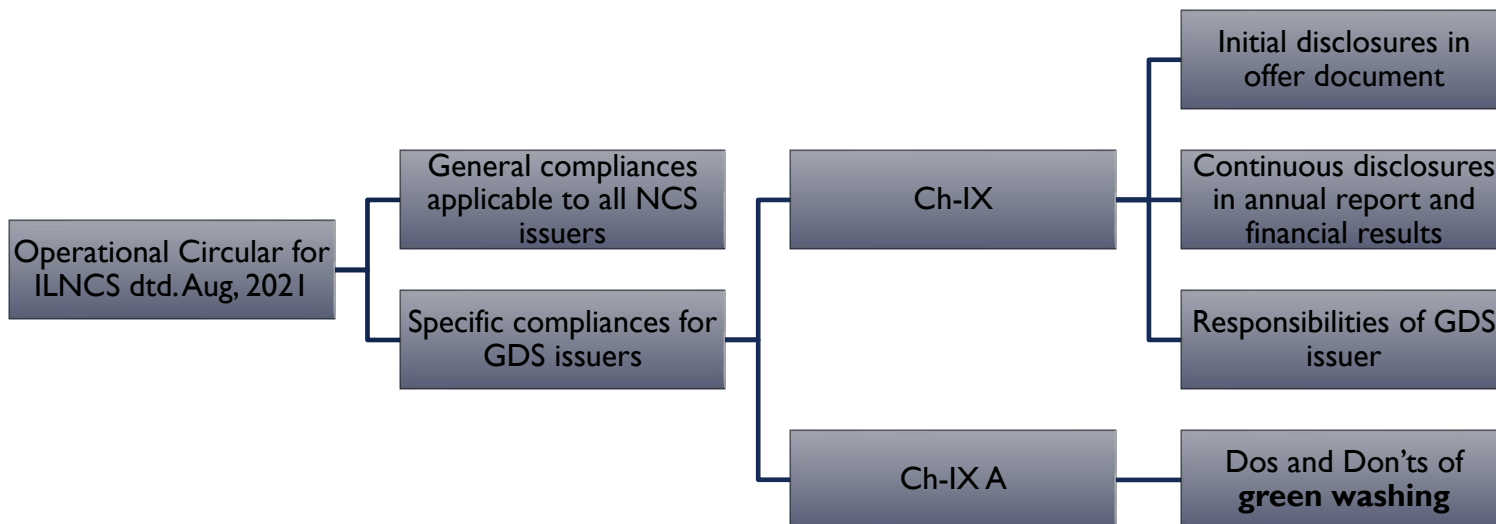 Operational Circular for
ILNCS dtd. Aug, 2021
General compliances
applicable to all NCS
issuers
Specific compliances for
GDS issuers
Ch-IX
Ch-IX A
Initial disclosures in
offer document
Continuous disclosures
in annual report and
financial results
Responsibilities of GDS
issuer
Dos and Don'ts of
green washing